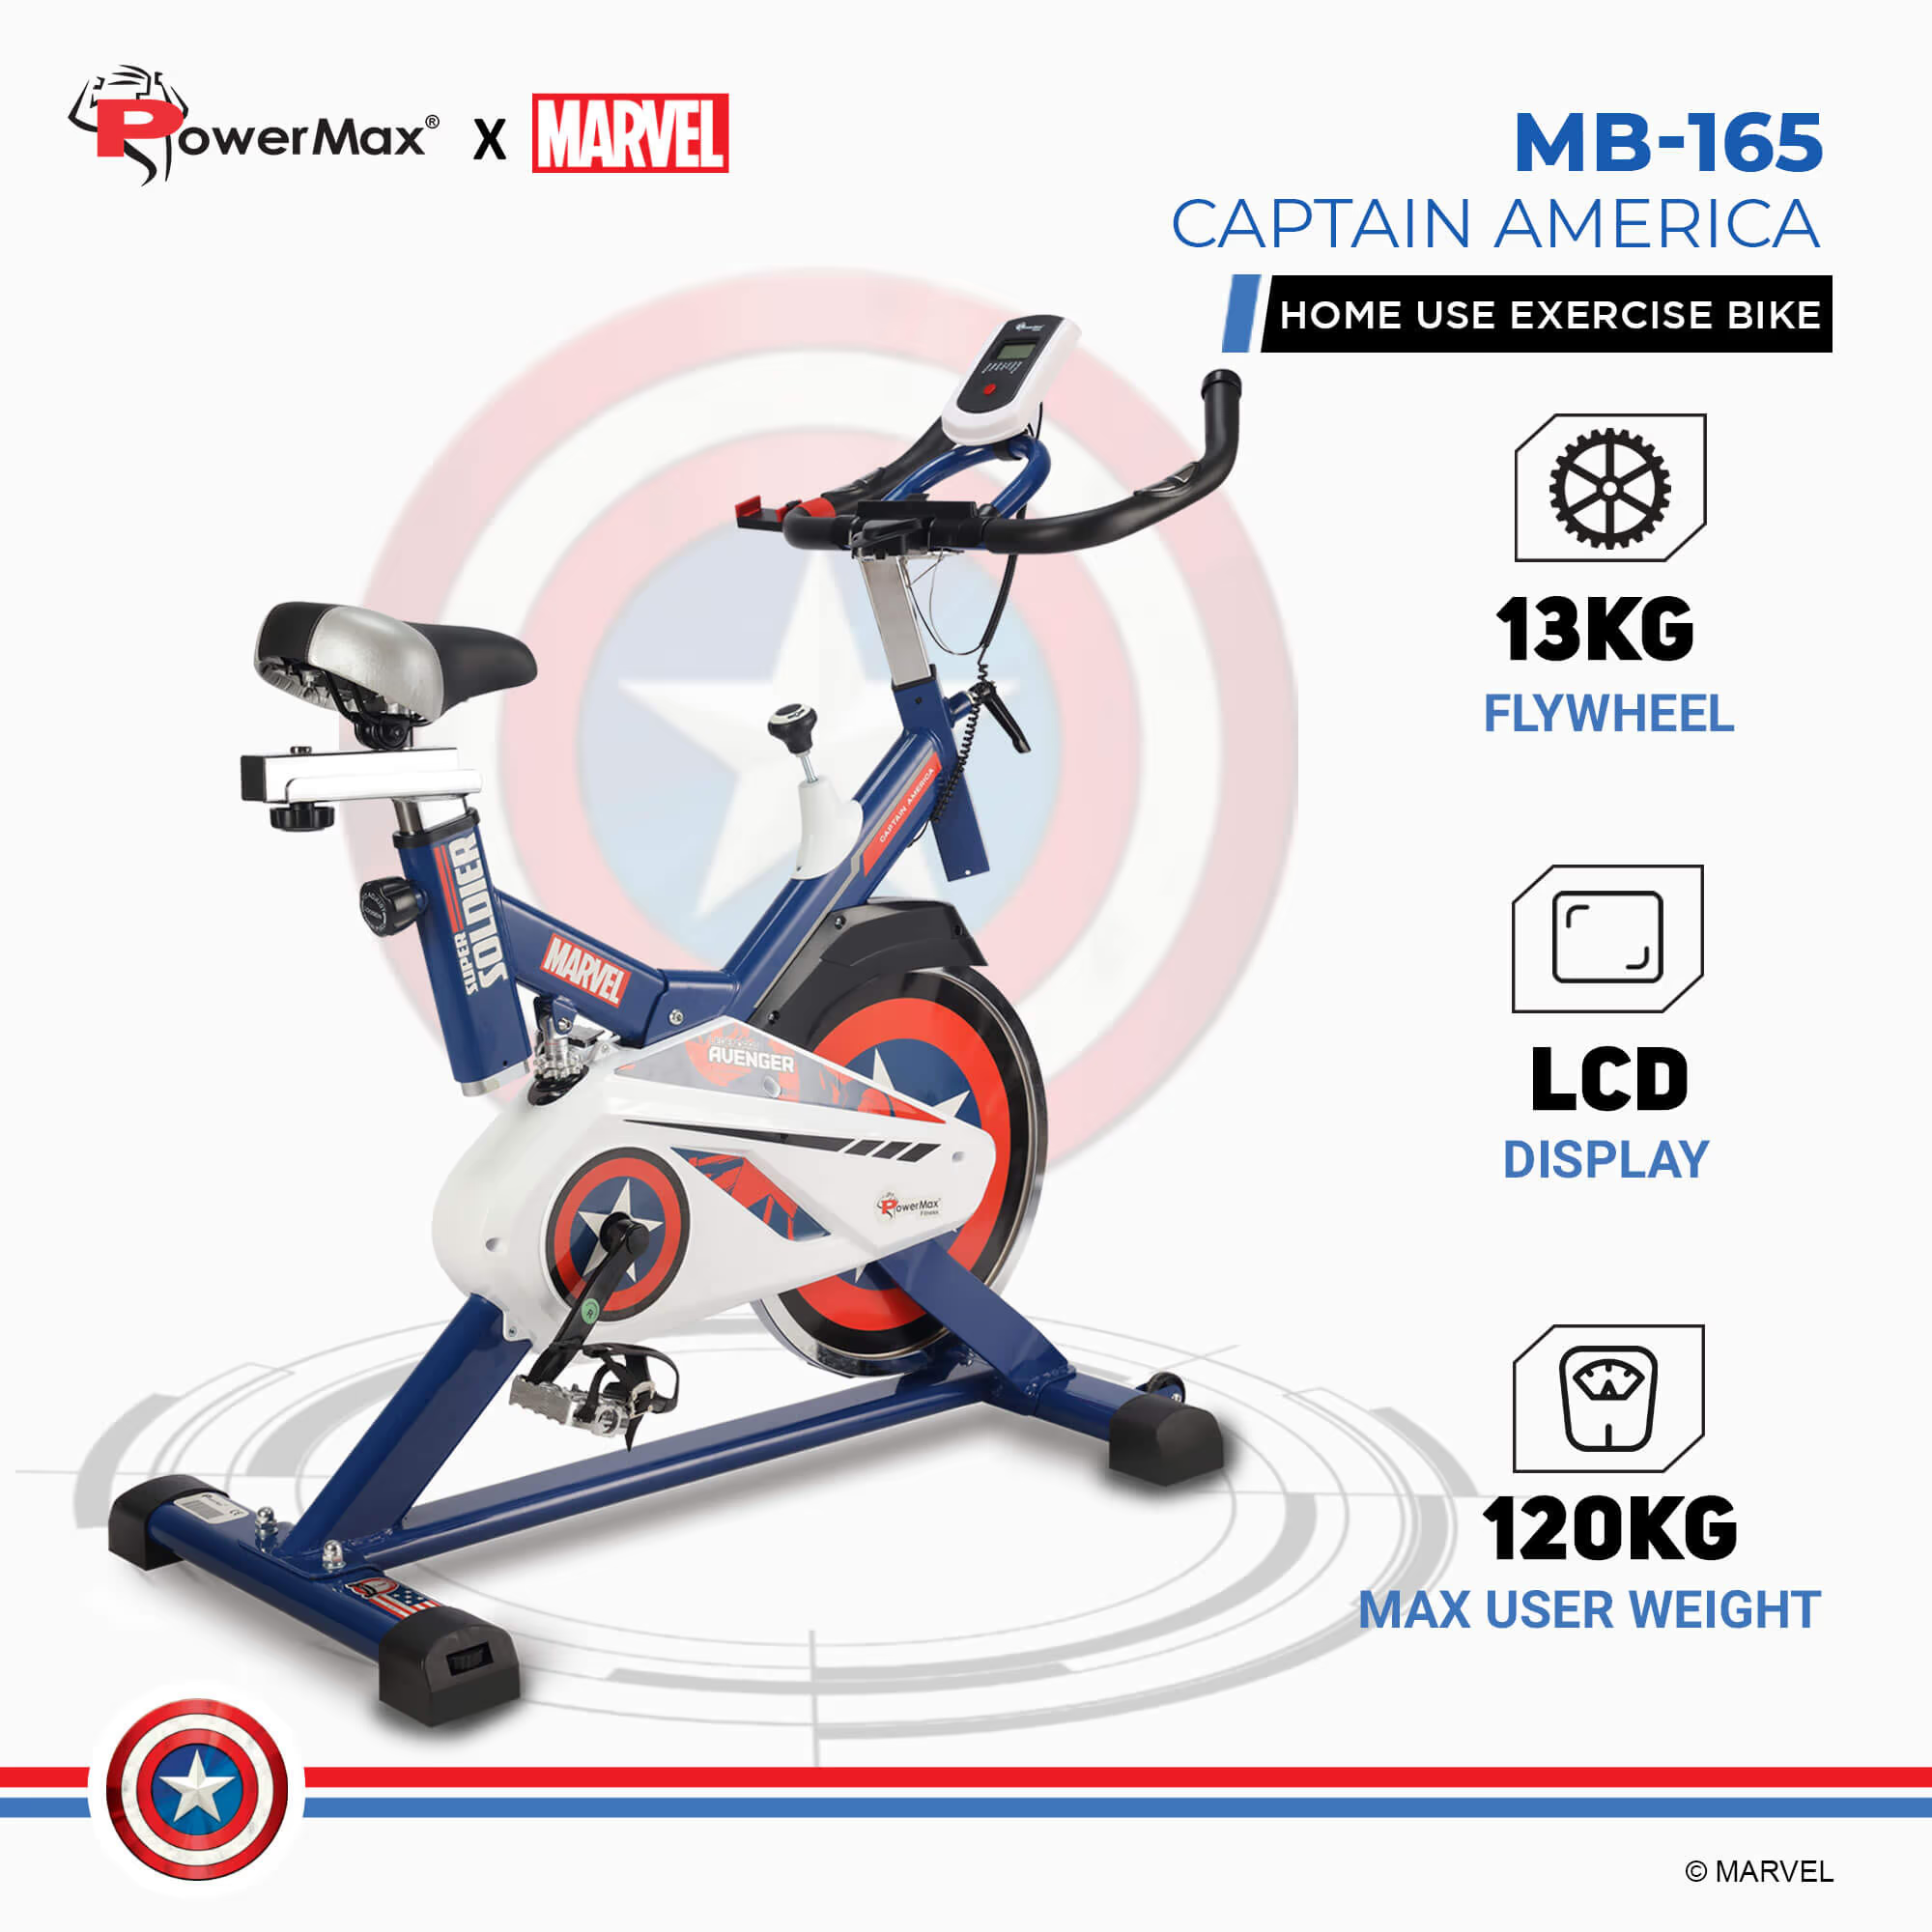 PowerMax® X MARVEL
MB-165
CAPTAIN AMERICA
HOME USE EXERCISE BIKE
13KG
FLYWHEEL
LCD
DISPLAY
120KG
MAX USER WEIGHT
PowerMax
CAPTAIN AMERICA
SUPER
SOLDIER
MARVEL
AVENGER
PowerMax
Fitness
R
© MARVEL